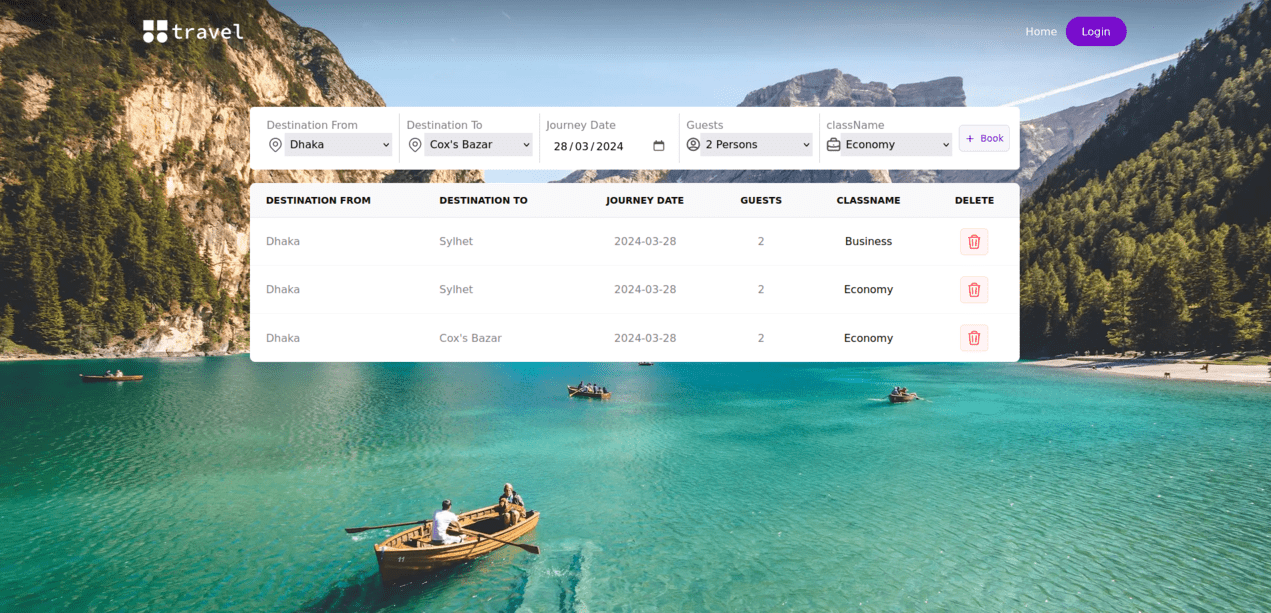 travel
Home Login
Destination From Destination To Journey Date Guests className
Dhaka Cox's Bazar 28/03/2024 2 Persons Economy + Book
DESTINATION FROM DESTINATION TO JOURNEY DATE GUESTS CLASSNAME DELETE
Dhaka Sylhet 2024-03-28 2 Business
Dhaka Sylhet 2024-03-28 2 Economy
Dhaka Cox's Bazar 2024-03-28 2 Economy